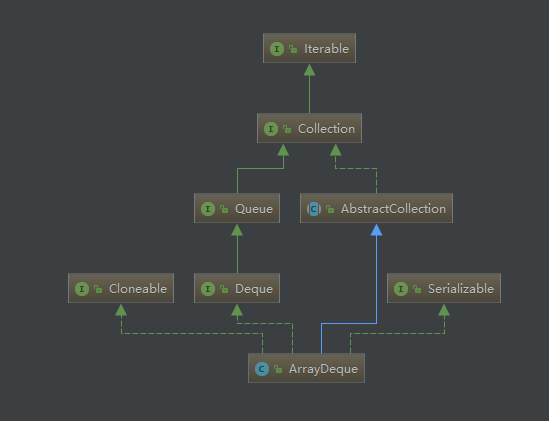 I Iterable
I Collection
I Queue
C AbstractCollection
I Cloneable
I Deque
I Serializable
C ArrayDeque